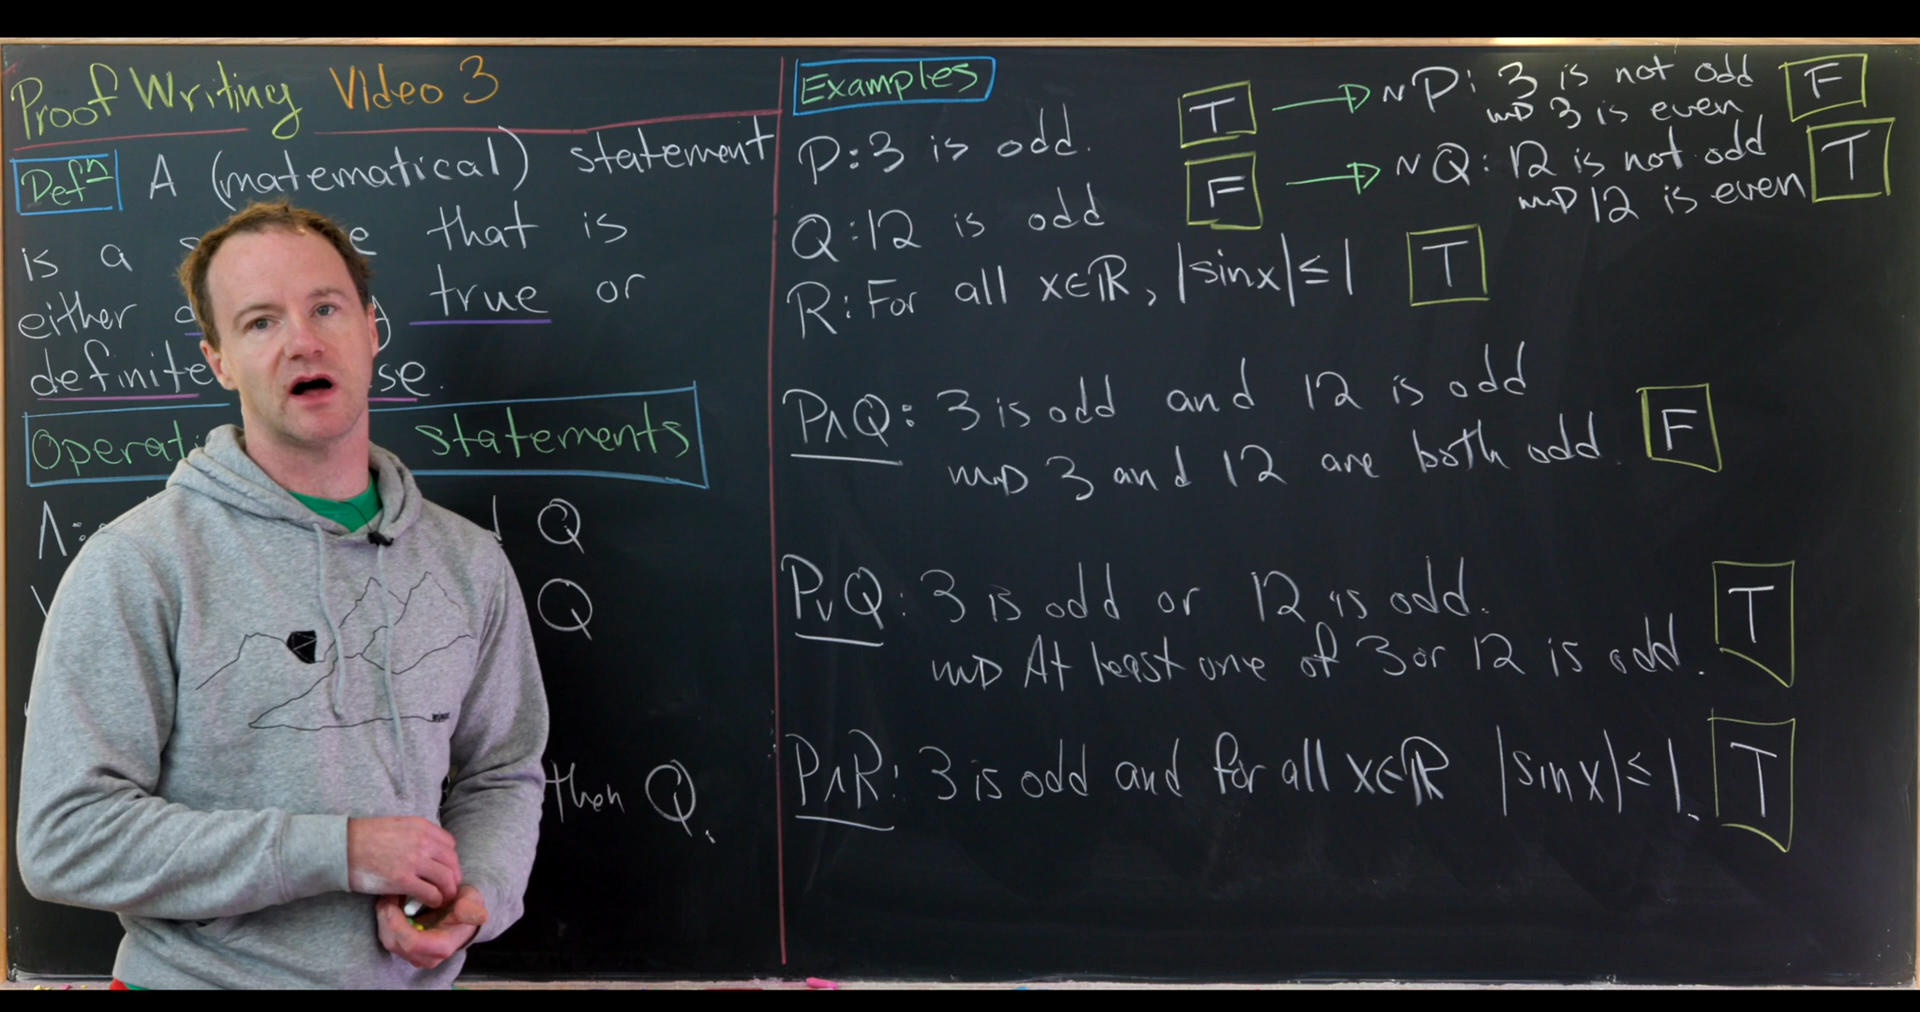 Proof Writing Video 3
Defⁿ A (matematical) statement
is a that is
either true or
definite se.
Operati statements
Λ: Q
Q
then Q.
Examples
P: 3 is odd. T → ~P: 3 is not odd F
⇝ 3 is even
Q: 12 is odd F → ~Q: 12 is not odd T
⇝ 12 is even
R: For all x∈ℝ, |sinx|≤1 T
P∧Q: 3 is odd and 12 is odd
⇝ 3 and 12 are both odd. F
P∨Q: 3 is odd or 12 is odd. T
⇝ At least one of 3 or 12 is odd.
P∧R: 3 is odd and for all x∈ℝ |sinx|≤1. T